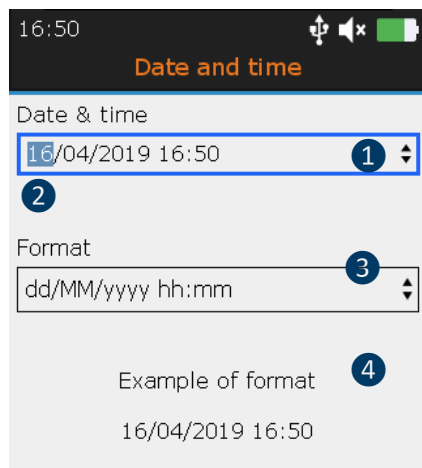 16:50
Date and time
Date & time
16/04/2019 16:50
1
2
Format
3
dd/MM/yyyy hh:mm
4
Example of format
16/04/2019 16:50